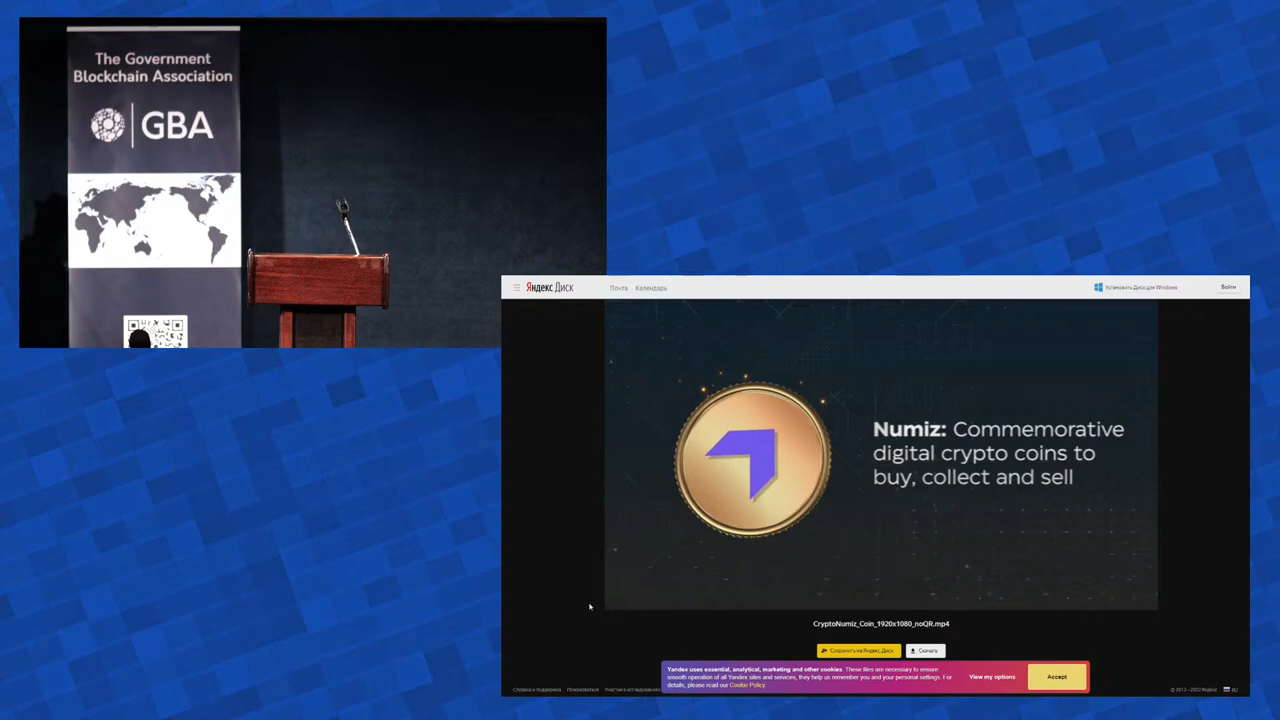 The Government
Blockchain Association
GBA
Яндекс Диск
Почта
Календарь
Установить Диск для Windows
Войти
Numiz: Commemorative
digital crypto coins to
buy, collect and sell
CryptoNumiz_Coin_1920x1080_noQR.mp4
Сохранить на Яндекс.Диск
Скачать
Yandex uses essential, analytical, marketing and other cookies. These files are necessary to ensure
smooth operation of all Yandex sites and services, they help us remember you and your personal settings. For
details, please read our Cookie Policy.
View my options
Accept
Справка и поддержка
Пожаловаться
Участие в исследованиях
© 2012—2022 Яндекс
RU